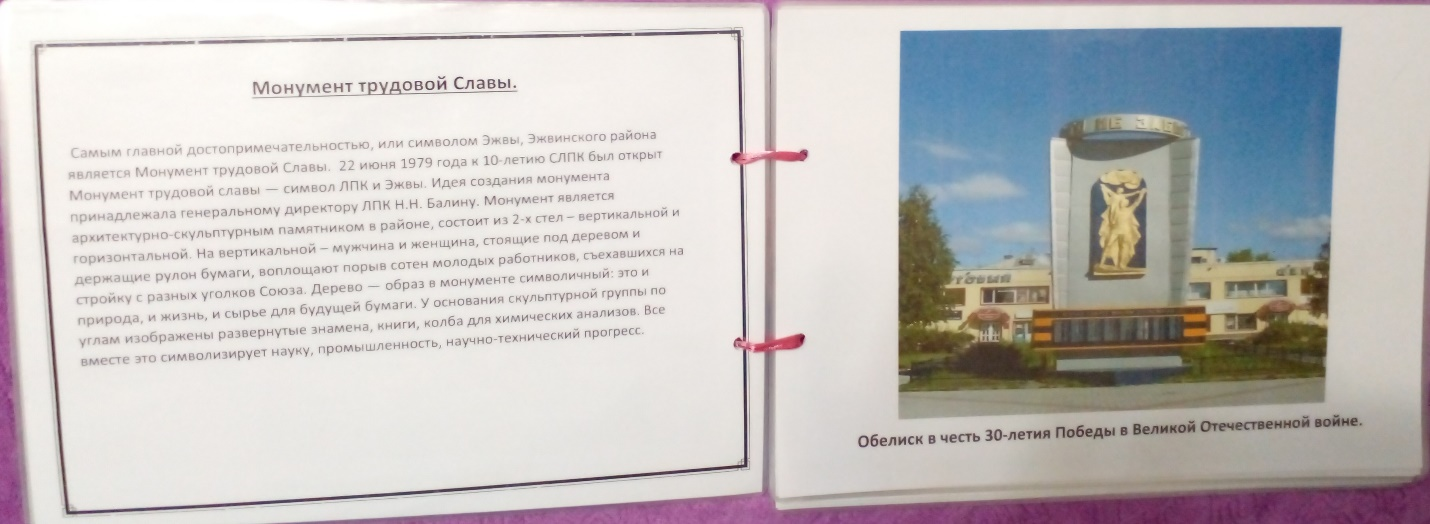 Монумент трудовой Славы.
Самым главной достопримечательностью, или символом Эжвы, Эжвинского района
является Монумент трудовой Славы. 22 июня 1979 года к 10-летию СЛПК был открыт
Монумент трудовой славы — символ ЛПК и Эжвы. Идея создания монумента
принадлежала генеральному директору ЛПК Н.Н. Балину. Монумент является
архитектурно-скульптурным памятником в районе, состоит из 2-х стел – вертикальной и
горизонтальной. На вертикальной – мужчина и женщина, стоящие под деревом и
держащие рулон бумаги, воплощают порыв сотен молодых работников, съехавшихся на
стройку с разных уголков Союза. Дерево — образ в монументе символичный: это и
природа, и жизнь, и сырье для будущей бумаги. У основания скульптурной группы по
углам изображены развернутые знамена, книги, колба для химических анализов. Все
вместе это символизирует науку, промышленность, научно-технический прогресс.
НЕ ЗАБЫ
Обелиск в честь 30-летия Победы в Великой Отечественной войне.